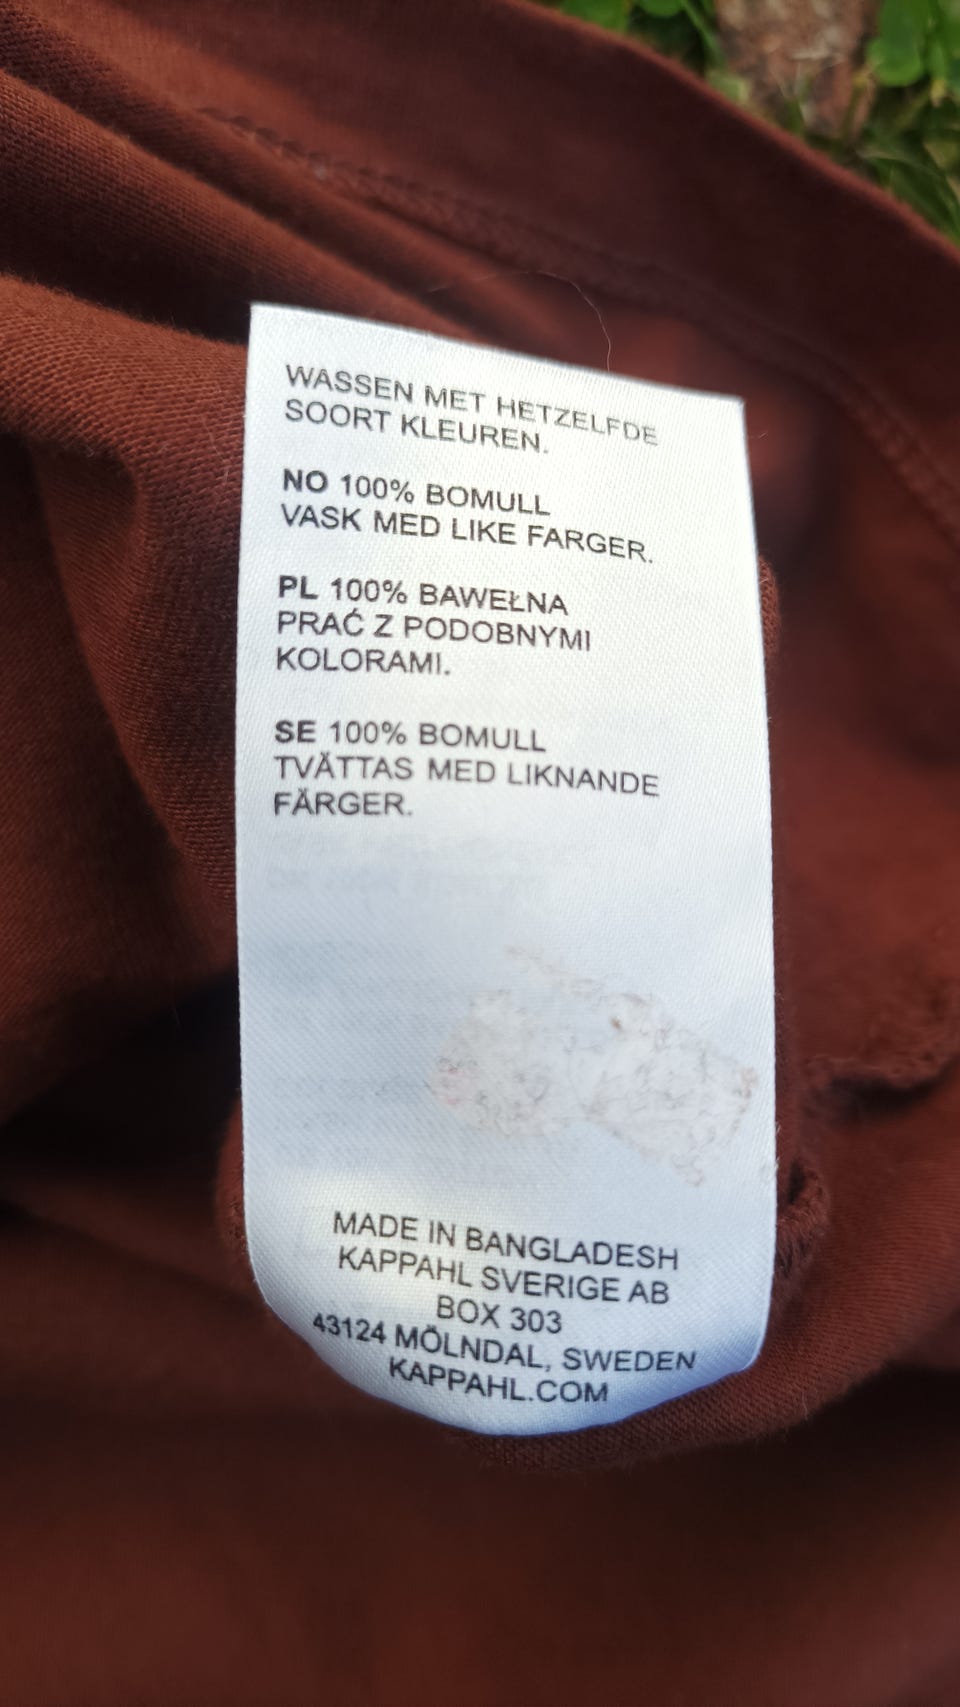 WASSEN MET HETZELFDE
SOORT KLEUREN.
NO 100% BOMULL
VASK MED LIKE FARGER.
PL 100% BAWEŁNA
PRAĆ Z PODOBNYMI
KOLORAMI.
SE 100% BOMULL
TVÄTTAS MED LIKNANDE
FÄRGER.
MADE IN BANGLADESH
KAPPAHL SVERIGE AB
BOX 303
43124 MÖLNDAL, SWEDEN
KAPPAHL.COM